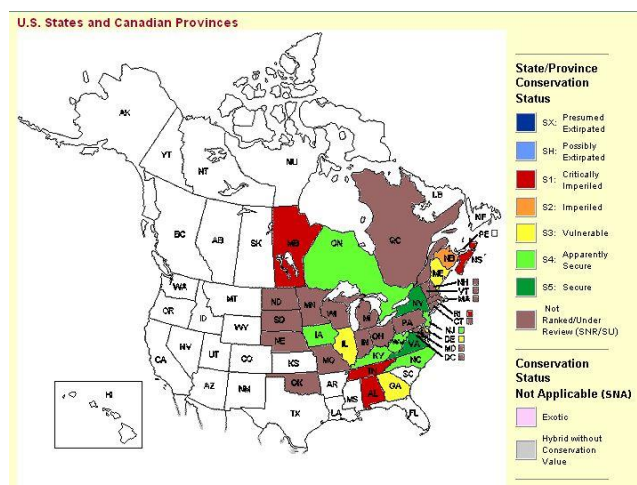 U.S. States and Canadian Provinces
State/Province
Conservation
Status
SX: Presumed
Extirpated
SH: Possibly
Extirpated
S1: Critically
Imperiled
S2: Imperiled
S3: Vulnerable
S4: Apparently
Secure
S5: Secure
Not
Ranked/Under
Review (SNR/SU)
Conservation
Status
Not Applicable (SNA)
Exotic
Hybrid without
Conservation
Value
AK
YT
NT
NU
BC
AB
SK
MB
ON
QC
LB
NF
PE
NB
NS
ME
NH
VT
MA
RI
CT
NJ
DE
MD
DC
WA
OR
ID
MT
WY
ND
SD
NE
MN
WI
MI
IA
IL
IN
OH
PA
NY
NV
UT
CO
KS
MO
KY
WV
VA
CA
AZ
NM
OK
AR
TN
NC
SC
TX
LA
MS
AL
GA
FL
HI